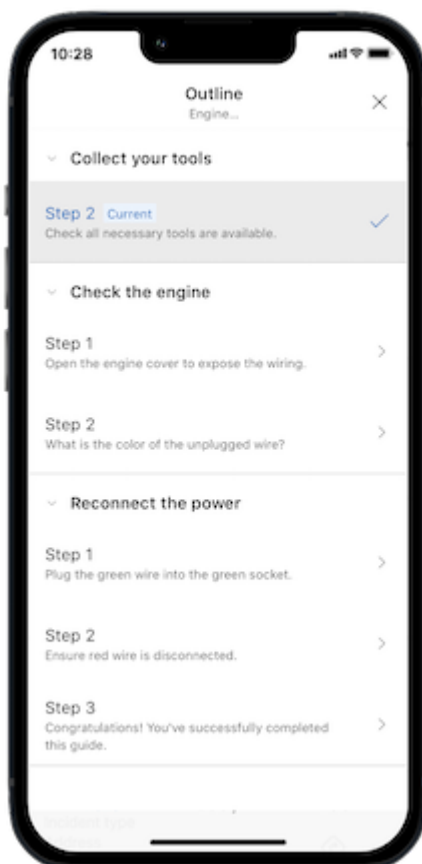 10:28
Outline
Engine...
Collect your tools
Step 2 Current
Check all necessary tools are available.
Check the engine
Step 1
Open the engine cover to expose the wiring.
Step 2
What is the color of the unplugged wire?
Reconnect the power
Step 1
Plug the green wire into the green socket.
Step 2
Ensure red wire is disconnected.
Step 3
Congratulations! You've successfully completed
this guide.
Incident type